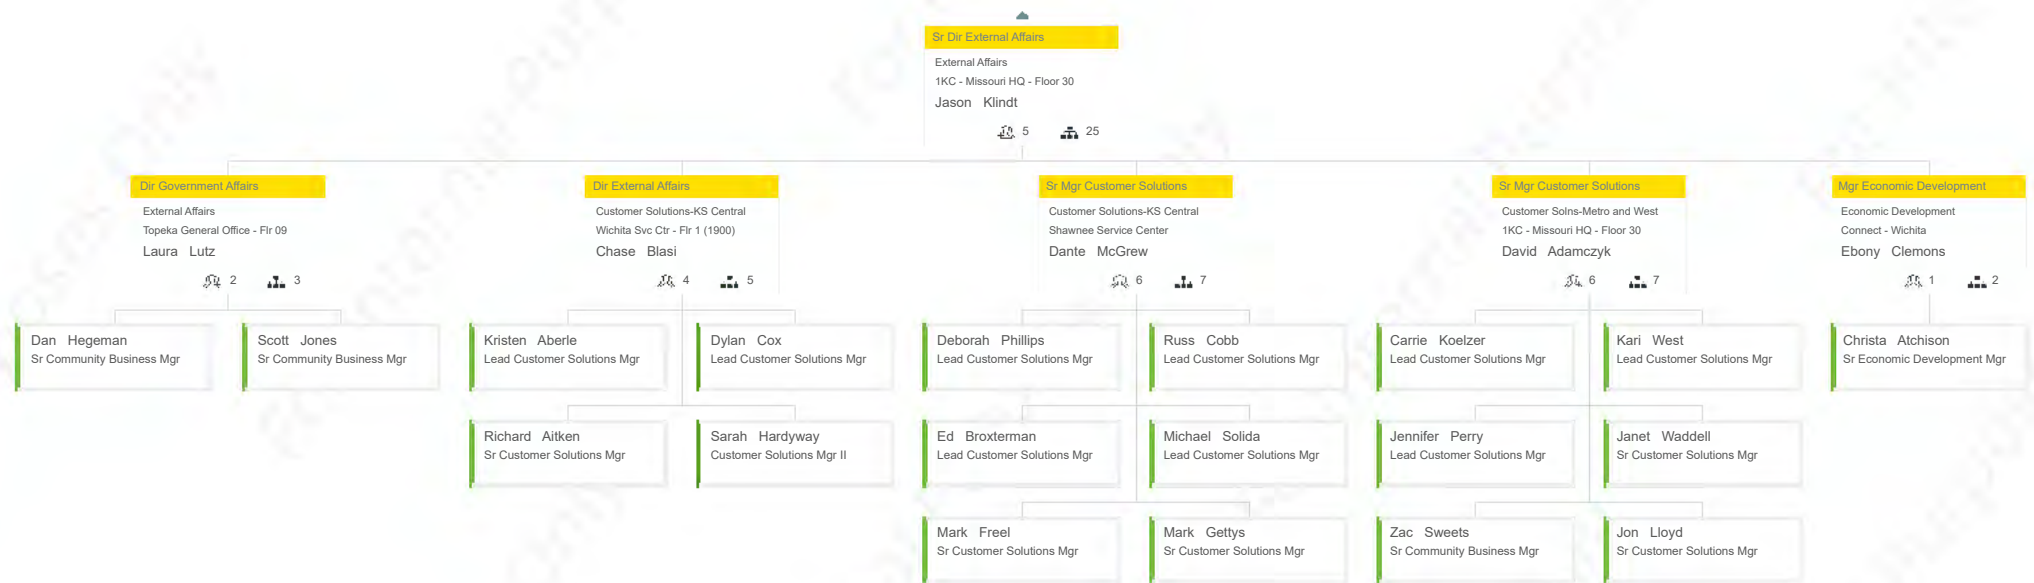 Sr Dir External Affairs
External Affairs
1KC - Missouri HQ - Floor 30
Jason Klindt
5 25
Dir Government Affairs
External Affairs
Topeka General Office - Flr 09
Laura Lutz
2 3
Dir External Affairs
Customer Solutions-KS Central
Wichita Svc Ctr - Flr 1 (1900)
Chase Blasi
4 5
Sr Mgr Customer Solutions
Customer Solutions-KS Central
Shawnee Service Center
Dante McGrew
6 7
Sr Mgr Customer Solutions
Customer Solns-Metro and West
1KC - Missouri HQ - Floor 30
David Adamczyk
6 7
Mgr Economic Development
Economic Development
Connect - Wichita
Ebony Clemons
1 2
Dan Hegeman
Sr Community Business Mgr
Scott Jones
Sr Community Business Mgr
Kristen Aberle
Lead Customer Solutions Mgr
Dylan Cox
Lead Customer Solutions Mgr
Richard Aitken
Sr Customer Solutions Mgr
Sarah Hardyway
Customer Solutions Mgr II
Deborah Phillips
Lead Customer Solutions Mgr
Russ Cobb
Lead Customer Solutions Mgr
Ed Broxterman
Lead Customer Solutions Mgr
Michael Solida
Lead Customer Solutions Mgr
Mark Freel
Sr Customer Solutions Mgr
Mark Gettys
Sr Customer Solutions Mgr
Carrie Koelzer
Lead Customer Solutions Mgr
Kari West
Lead Customer Solutions Mgr
Jennifer Perry
Lead Customer Solutions Mgr
Janet Waddell
Sr Customer Solutions Mgr
Zac Sweets
Sr Community Business Mgr
Jon Lloyd
Sr Customer Solutions Mgr
Christa Atchison
Sr Economic Development Mgr